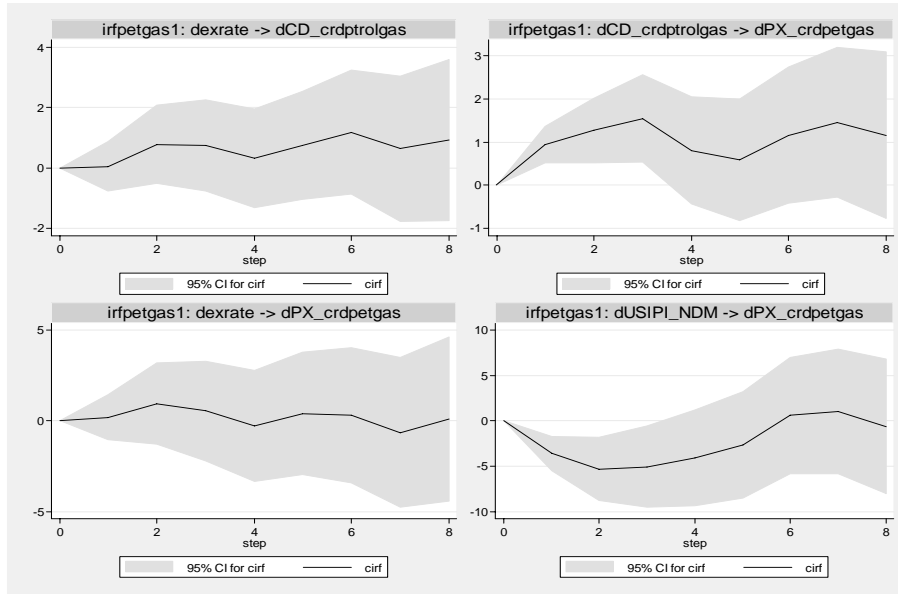 irfpetgas1: dexrate -> dCD_crdptrolgas
4
2
0
-2
0 2 4 6 8
step
95% CI for cirf cirf
irfpetgas1: dCD_crdptrolgas -> dPX_crdpetgas
3
2
1
0
-1
0 2 4 6 8
step
95% CI for cirf cirf
irfpetgas1: dexrate -> dPX_crdpetgas
5
0
-5
0 2 4 6 8
step
95% CI for cirf cirf
irfpetgas1: dUSIPI_NDM -> dPX_crdpetgas
10
5
0
-5
-10
0 2 4 6 8
step
95% CI for cirf cirf